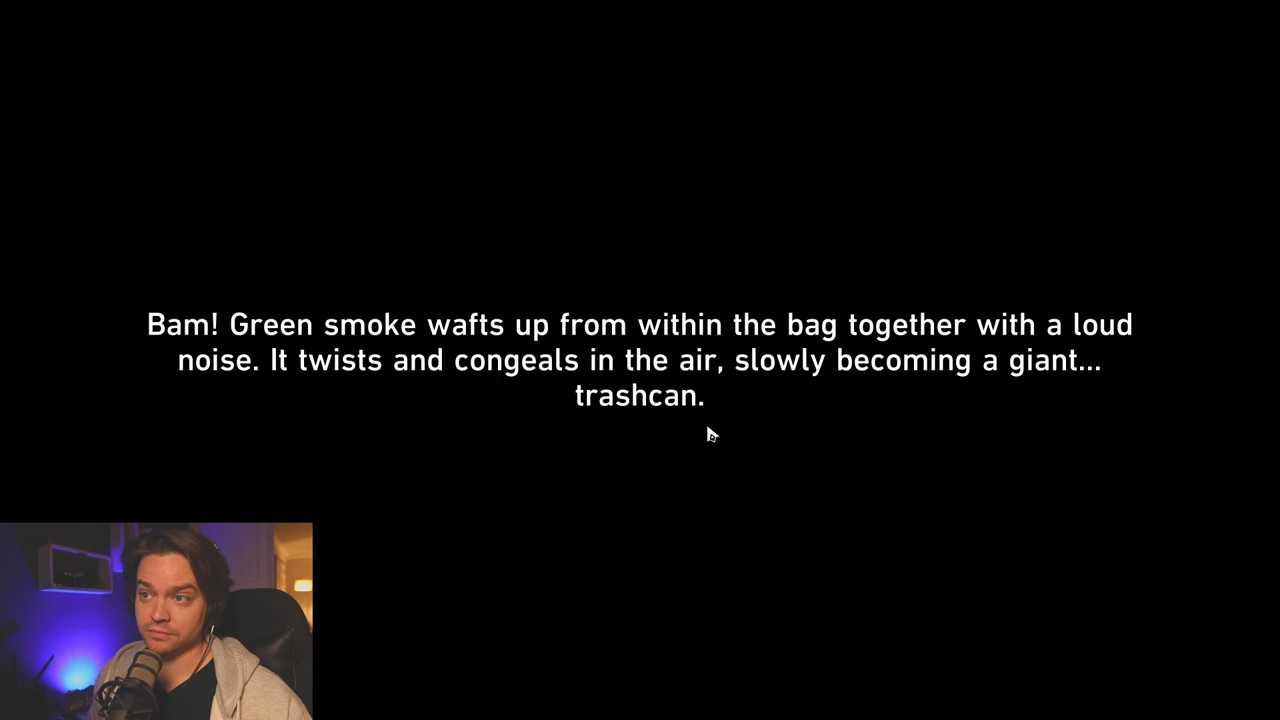 Bam! Green smoke wafts up from within the bag together with a loud
noise. It twists and congeals in the air, slowly becoming a giant...
trashcan.